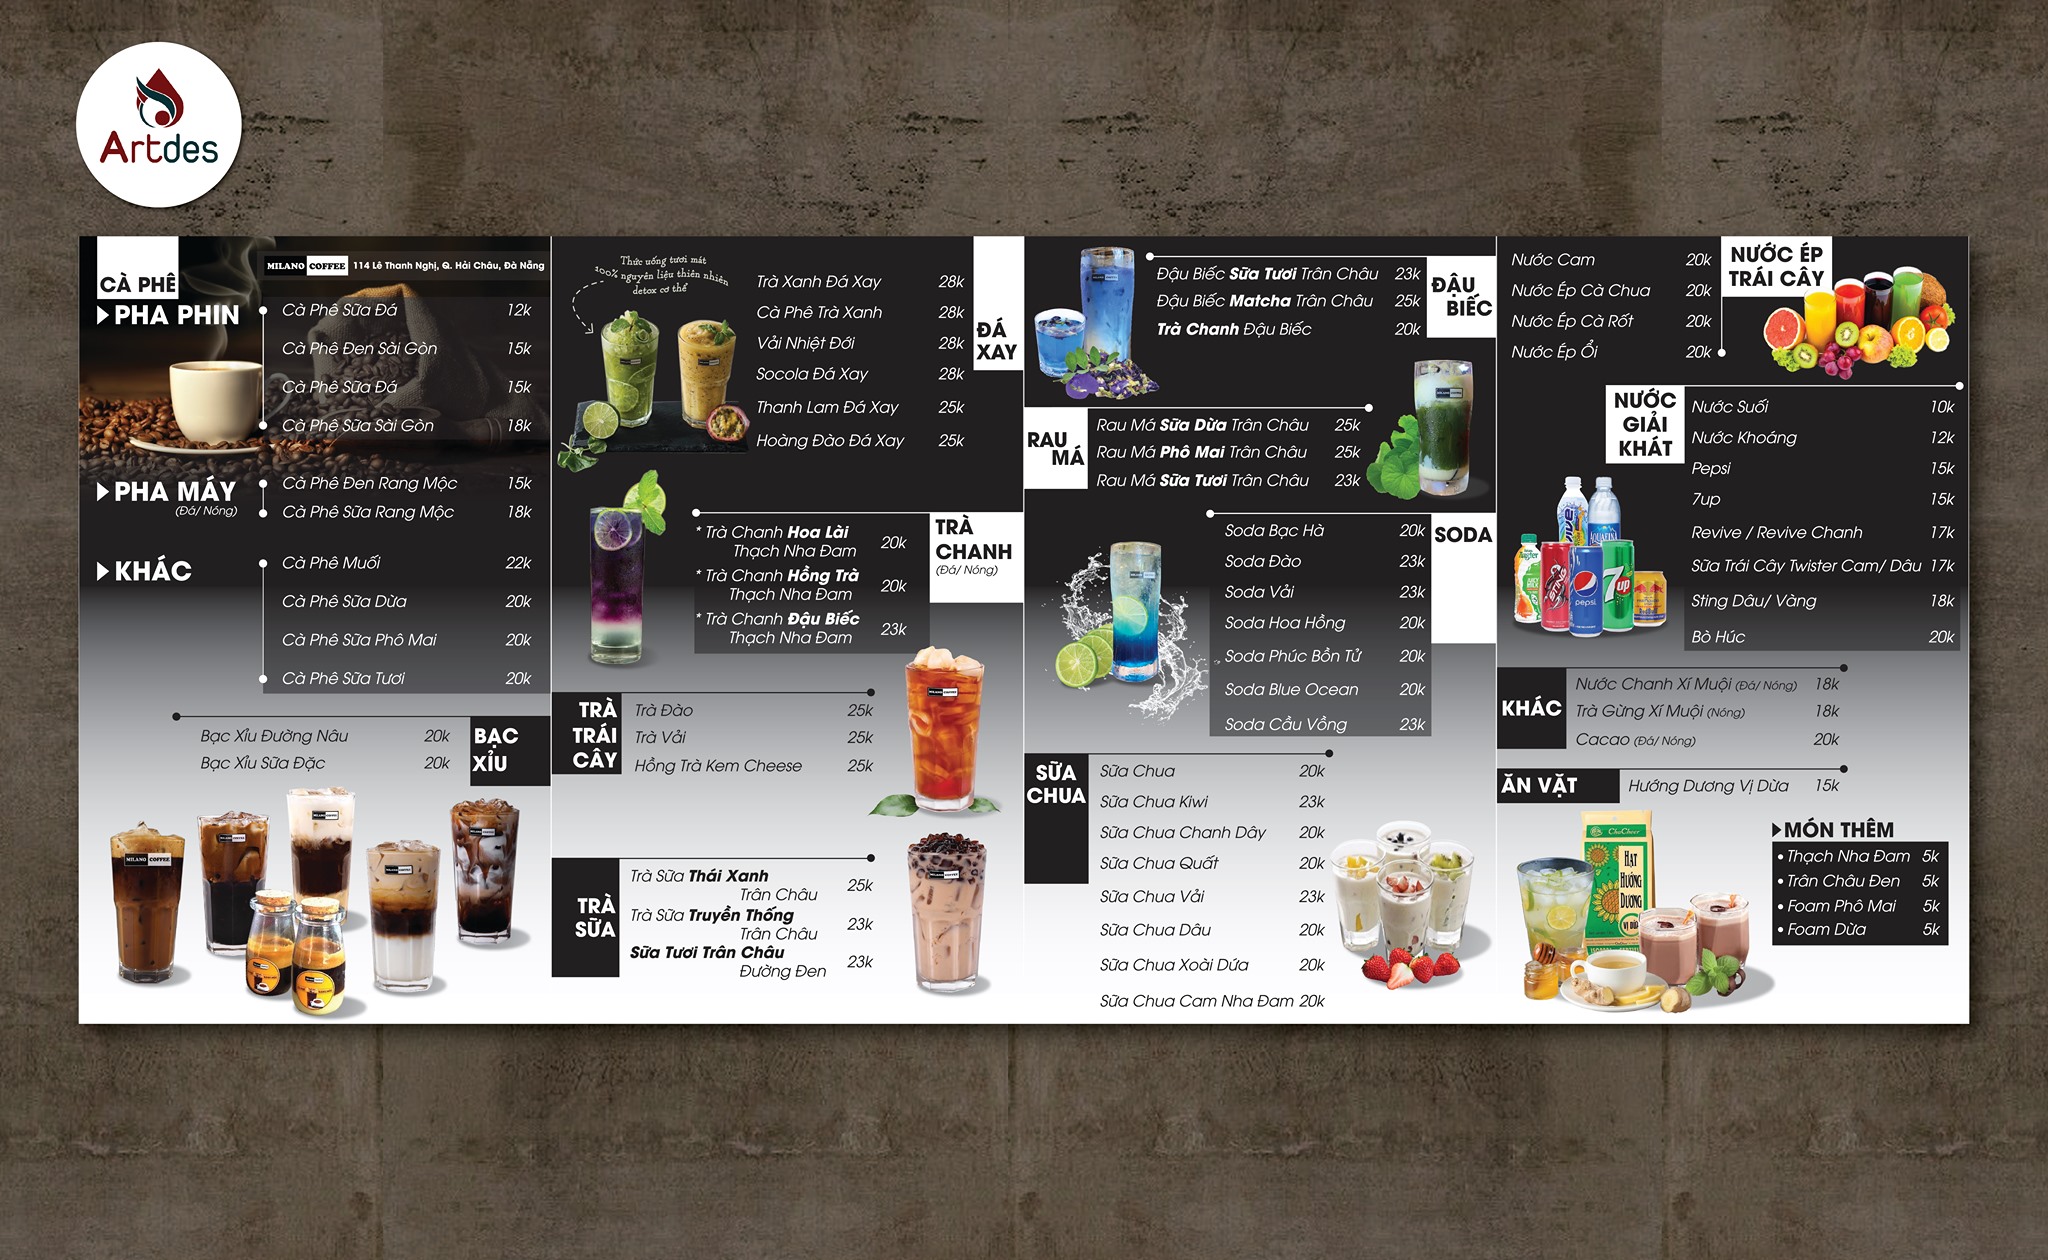 Artdes
CÀ PHÊ
MILANO COFFEE 114 Lê Thanh Nghị, Q. Hải Châu, Đà Nẵng
PHA PHIN
Cà Phê Sữa Đá 12k
Cà Phê Đen Sài Gòn 15k
Cà Phê Sữa Đá 15k
Cà Phê Sữa Sài Gòn 18k
PHA MÁY
(Đá/ Nóng)
Cà Phê Đen Rang Mộc 15k
Cà Phê Sữa Rang Mộc 18k
KHÁC
Cà Phê Muối 22k
Cà Phê Sữa Dừa 20k
Cà Phê Sữa Phô Mai 20k
Cà Phê Sữa Tươi 20k
BẠC
XỈU
Bạc Xỉu Đường Nâu 20k
Bạc Xỉu Sữa Đặc 20k
MILANO COFFEE
Thức uống tươi mát
100% nguyên liệu thiên nhiên
detox cơ thể
ĐÁ
XAY
Trà Xanh Đá Xay 28k
Cà Phê Trà Xanh 28k
Vải Nhiệt Đới 28k
Socola Đá Xay 28k
Thanh Lam Đá Xay 25k
Hoàng Đào Đá Xay 25k
TRÀ
CHANH
(Đá/ Nóng)
* Trà Chanh Hoa Lài
Thạch Nha Đam 20k
* Trà Chanh Hồng Trà
Thạch Nha Đam 20k
* Trà Chanh Đậu Biếc
Thạch Nha Đam 23k
TRÀ
TRÁI
CÂY
Trà Đào 25k
Trà Vải 25k
Hồng Trà Kem Cheese 25k
TRÀ
SỮA
Trà Sữa Thái Xanh
Trân Châu 25k
Trà Sữa Truyền Thống
Trân Châu 23k
Sữa Tươi Trân Châu
Đường Đen 23k
ĐẬU
BIẾC
Đậu Biếc Sữa Tươi Trân Châu 23k
Đậu Biếc Matcha Trân Châu 25k
Trà Chanh Đậu Biếc 20k
RAU
MÁ
Rau Má Sữa Dừa Trân Châu 25k
Rau Má Phô Mai Trân Châu 25k
Rau Má Sữa Tươi Trân Châu 23k
SODA
Soda Bạc Hà 20k
Soda Đào 23k
Soda Vải 23k
Soda Hoa Hồng 20k
Soda Phúc Bồn Tử 20k
Soda Blue Ocean 20k
Soda Cầu Vồng 23k
SỮA
CHUA
Sữa Chua 20k
Sữa Chua Kiwi 23k
Sữa Chua Chanh Dây 20k
Sữa Chua Quất 20k
Sữa Chua Vải 23k
Sữa Chua Dâu 20k
Sữa Chua Xoài Dứa 20k
Sữa Chua Cam Nha Đam 20k
NƯỚC ÉP
TRÁI CÂY
Nước Cam 20k
Nước Ép Cà Chua 20k
Nước Ép Cà Rốt 20k
Nước Ép Ổi 20k
NƯỚC
GIẢI
KHÁT
Nước Suối 10k
Nước Khoáng 12k
Pepsi 15k
7up 15k
Revive / Revive Chanh 17k
Sữa Trái Cây Twister Cam/ Dâu 17k
Sting Dâu/ Vàng 18k
Bò Húc 20k
AQUAFINA
pepsi
7up
KHÁC
Nước Chanh Xí Muội (Đá/ Nóng) 18k
Trà Gừng Xí Muội (Nóng) 18k
Cacao (Đá/ Nóng) 20k
ĂN VẶT
Hướng Dương Vị Dừa 15k
ChaCheer
HẠT
HƯỚNG
DƯƠNG
VỊ DỪA
MÓN THÊM
• Thạch Nha Đam 5k
• Trân Châu Đen 5k
• Foam Phô Mai 5k
• Foam Dừa 5k